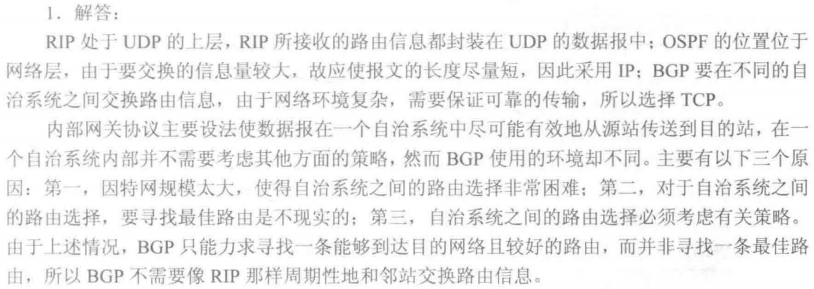 1. 解答：
RIP 处于 UDP 的上层，RIP 所接收的路由信息都封装在 UDP 的数据报中；OSPF 的位置位于
网络层，由于要交换的信息量较大，故应使报文的长度尽量短，因此采用 IP；BGP 要在不同的自
治系统之间交换路由信息，由于网络环境复杂，需要保证可靠的传输，所以选择 TCP。
内部网关协议主要设法使数据报在一个自治系统中尽可能有效地从源站传送到目的站，在一
个自治系统内部并不需要考虑其他方面的策略，然而 BGP 使用的环境却不同。主要有以下三个原
因：第一，因特网规模太大，使得自治系统之间的路由选择非常困难；第二，对于自治系统之间
的路由选择，要寻找最佳路由是不现实的；第三，自治系统之间的路由选择必须考虑有关策略。
由于上述情况，BGP 只能力求寻找一条能够到达目的网络且较好的路由，而并非寻找一条最佳路
由，所以 BGP 不需要像 RIP 那样周期性地和邻站交换路由信息。